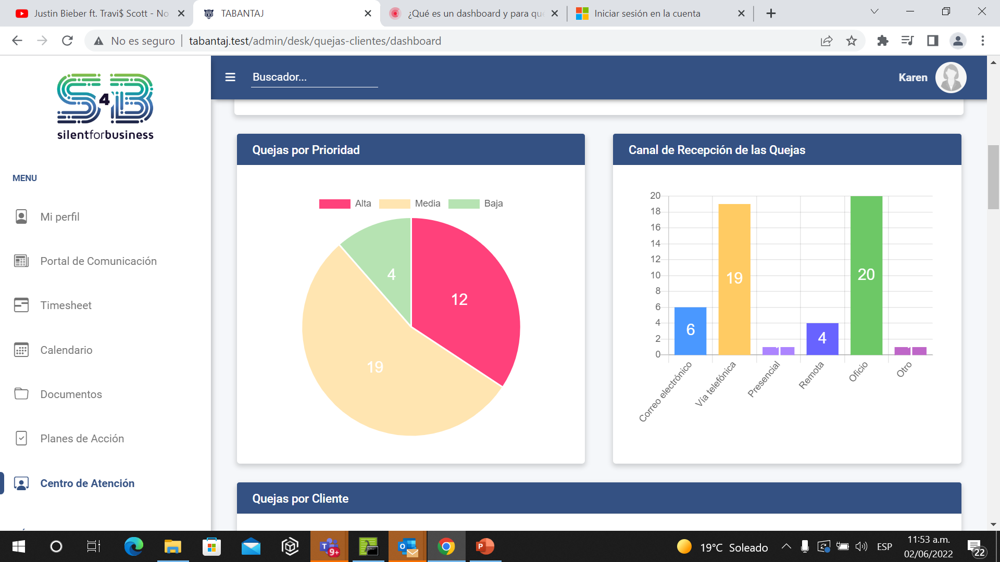 Justin Bieber ft. Travi$ Scott - No
TABANTAJ
¿Qué es un dashboard y para qu
Iniciar sesión en la cuenta
No es seguro
tabantaj.test/admin/desk/quejas-clientes/dashboard
S4B
silentforbusiness
Buscador...
Karen
MENU
Mi perfil
Portal de Comunicación
Timesheet
Calendario
Documentos
Planes de Acción
Centro de Atención
Quejas por Prioridad
Alta
Media
Baja
4
12
19
Canal de Recepción de las Quejas
20
18
16
14
12
10
8
6
4
2
0
6
19
4
20
Correo electrónico
Vía telefónica
Presencial
Remota
Oficio
Otro
Quejas por Cliente
9+
19°C Soleado
ESP
11:53 a.m.
02/06/2022
22